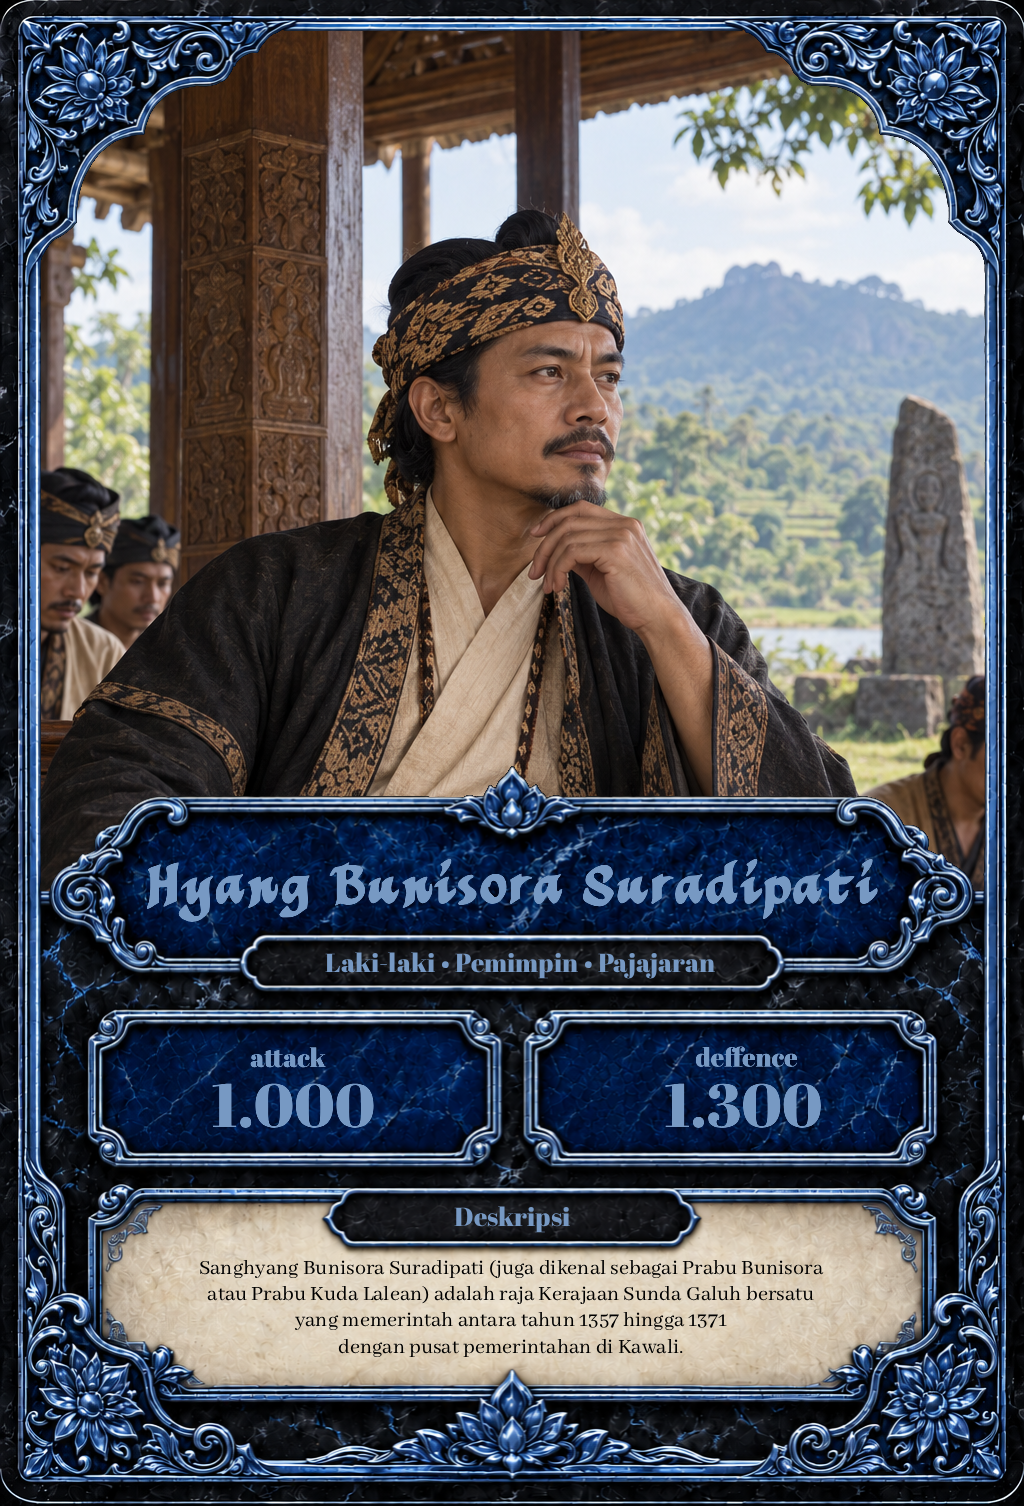 Hyang Bunisora Suradipati
Laki-laki • Pemimpin • Pajajaran
attack
1.000
deffence
1.300
Deskripsi
Sanghyang Bunisora Suradipati (juga dikenal sebagai Prabu Bunisora
atau Prabu Kuda Lalean) adalah raja Kerajaan Sunda Galuh bersatu
yang memerintah antara tahun 1357 hingga 1371
dengan pusat pemerintahan di Kawali.